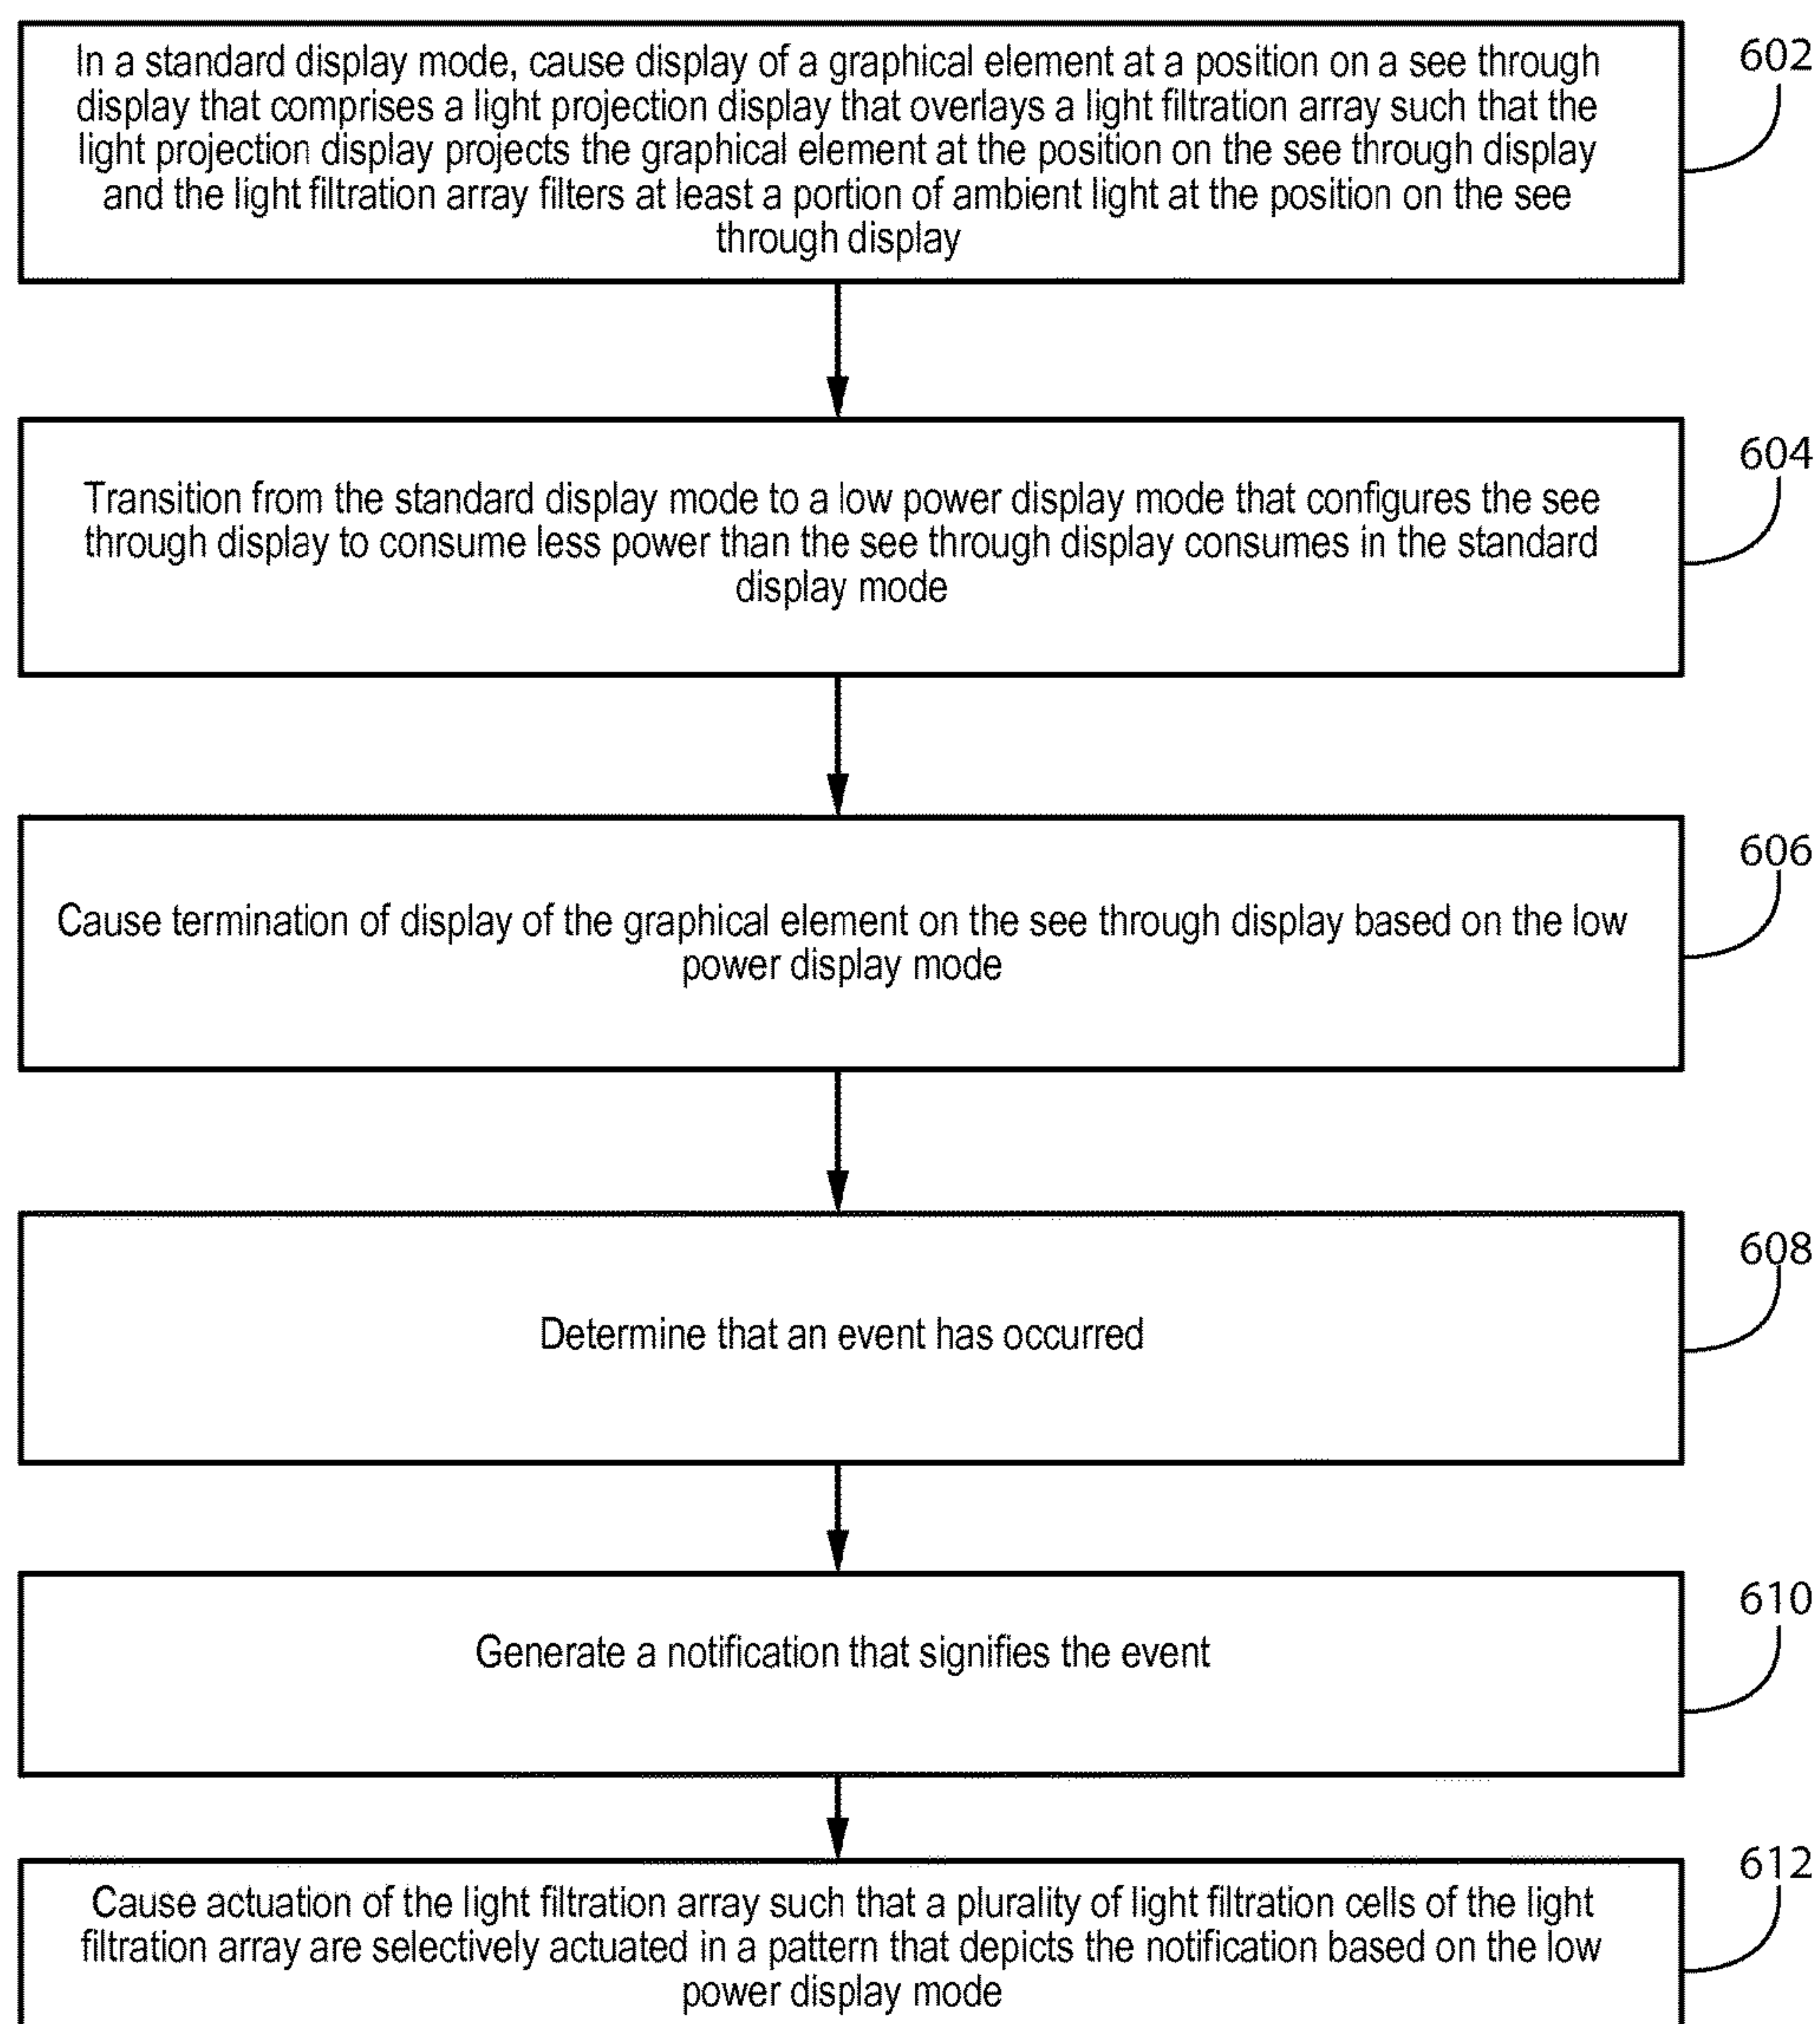 In a standard display mode, cause display of a graphical element at a position on a see through
display that comprises a light projection display that overlays a light filtration array such that the
light projection display projects the graphical element at the position on the see through display
and the light filtration array filters at least a portion of ambient light at the position on the see
through display
602
Transition from the standard display mode to a low power display mode that configures the see
through display to consume less power than the see through display consumes in the standard
display mode
604
Cause termination of display of the graphical element on the see through display based on the low
power display mode
606
Determine that an event has occurred
608
Generate a notification that signifies the event
610
Cause actuation of the light filtration array such that a plurality of light filtration cells of the light
filtration array are selectively actuated in a pattern that depicts the notification based on the low
power display mode
612